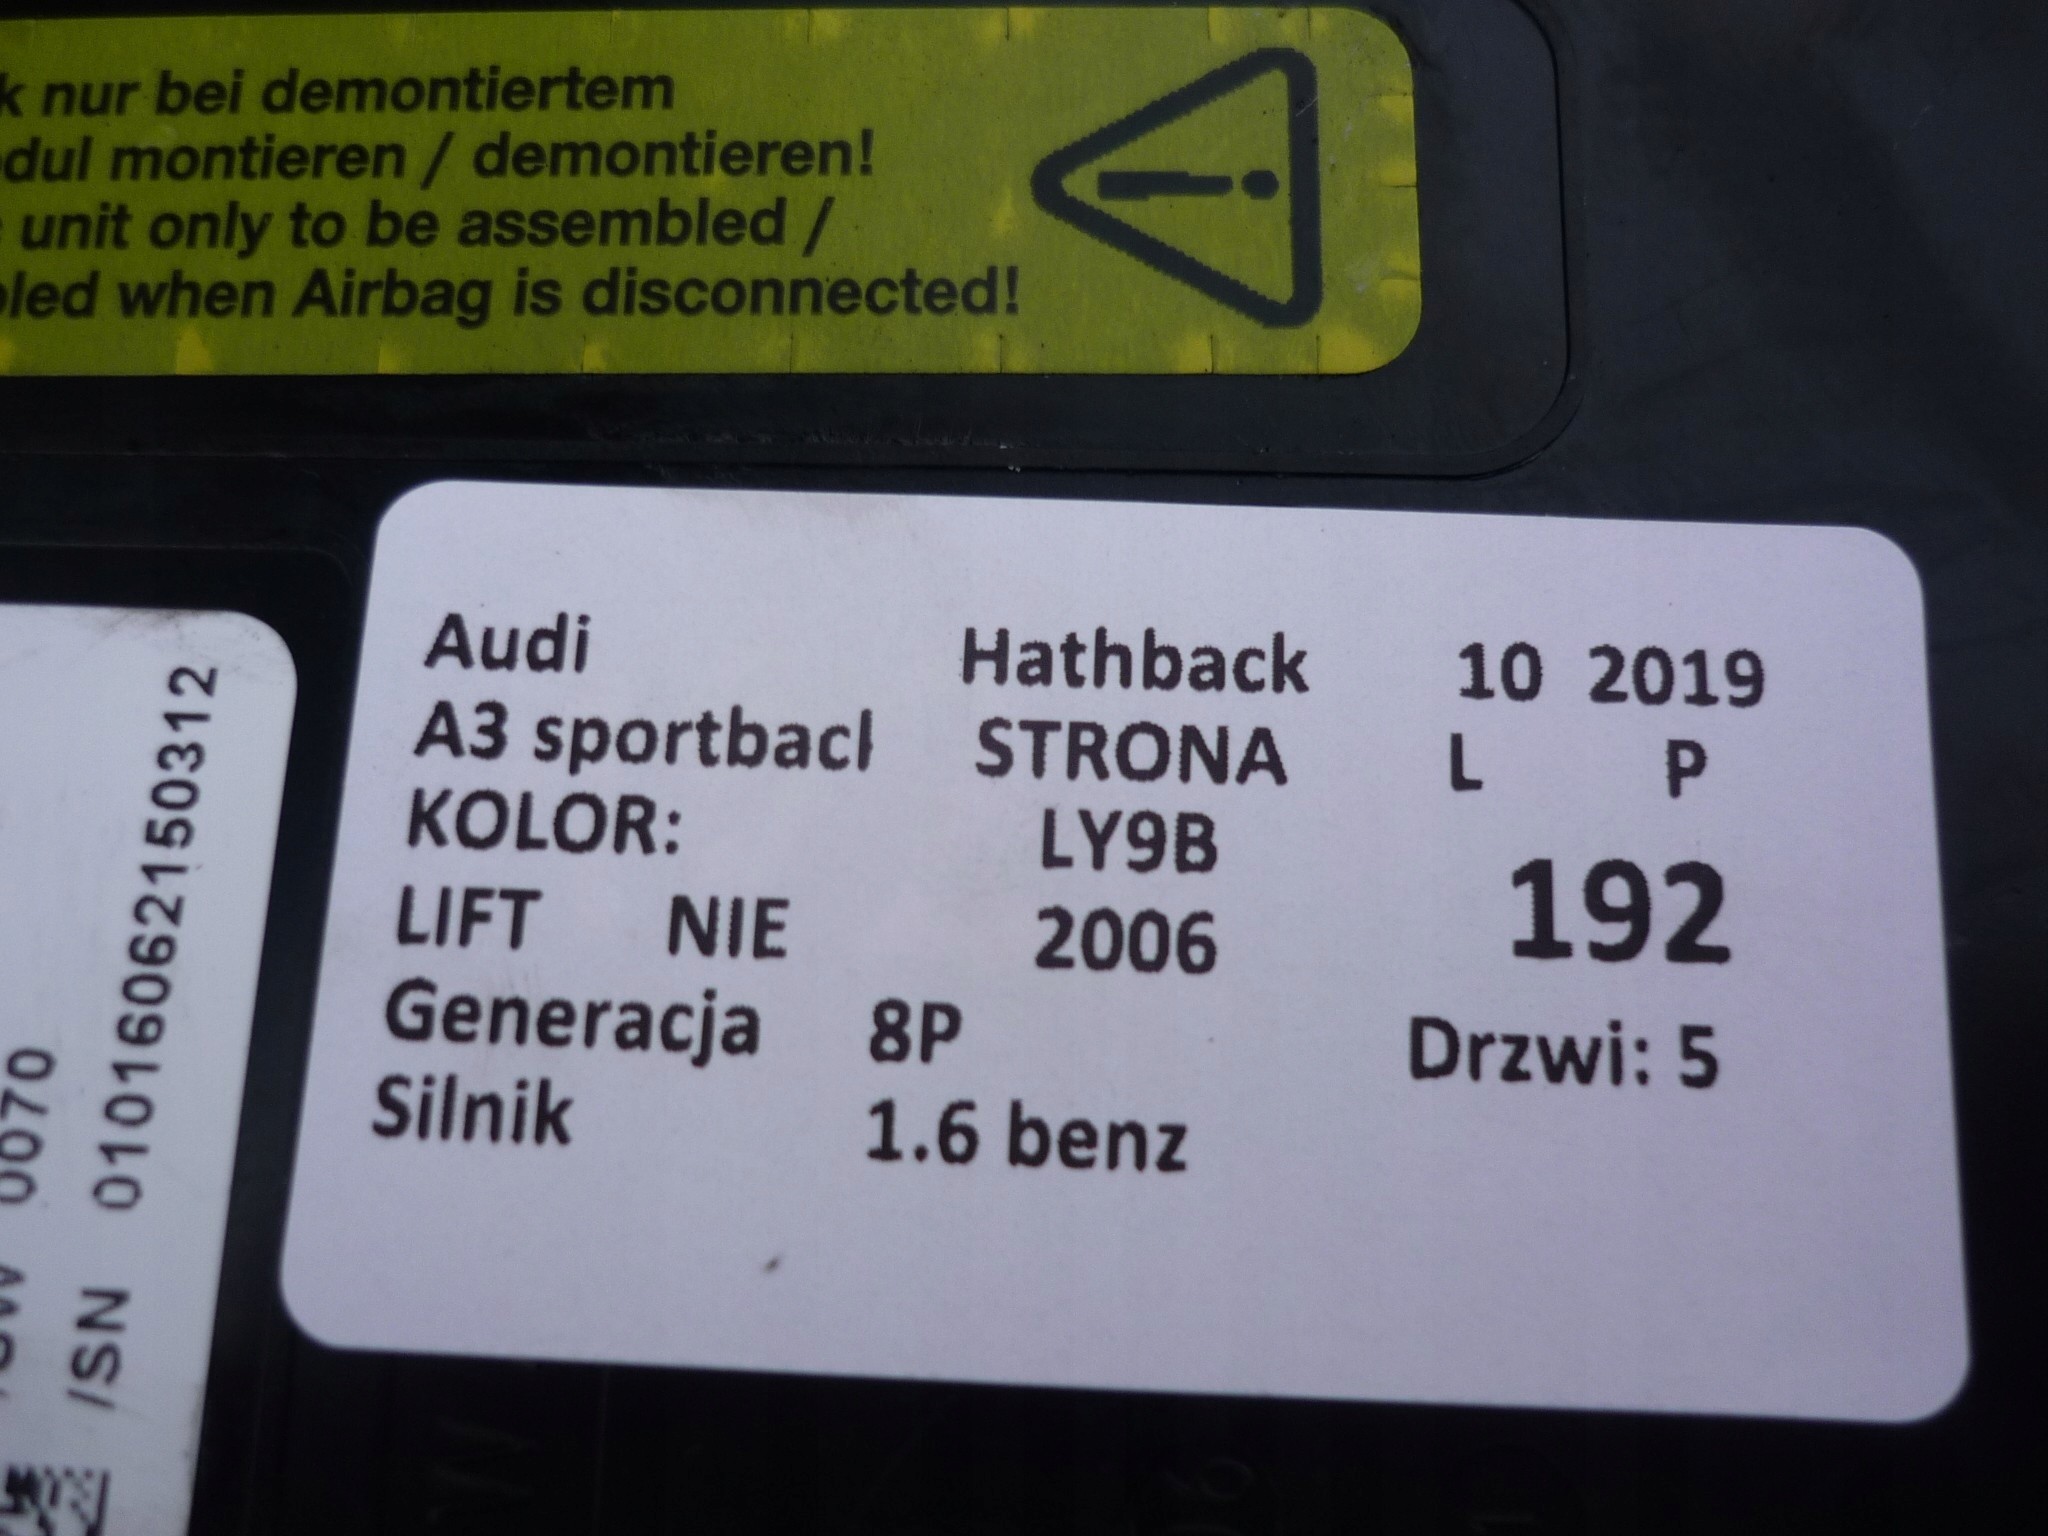 k nur bei demontiertem
dul montieren / demontieren!
unit only to be assembled /
bled when Airbag is disconnected!
Audi Hathback 10 2019
A3 sportbacl STRONA L P
KOLOR: LY9B
LIFT NIE 2006 192
Generacja 8P Drzwi: 5
Silnik 1.6 benz
0070
/SN 01016062150312